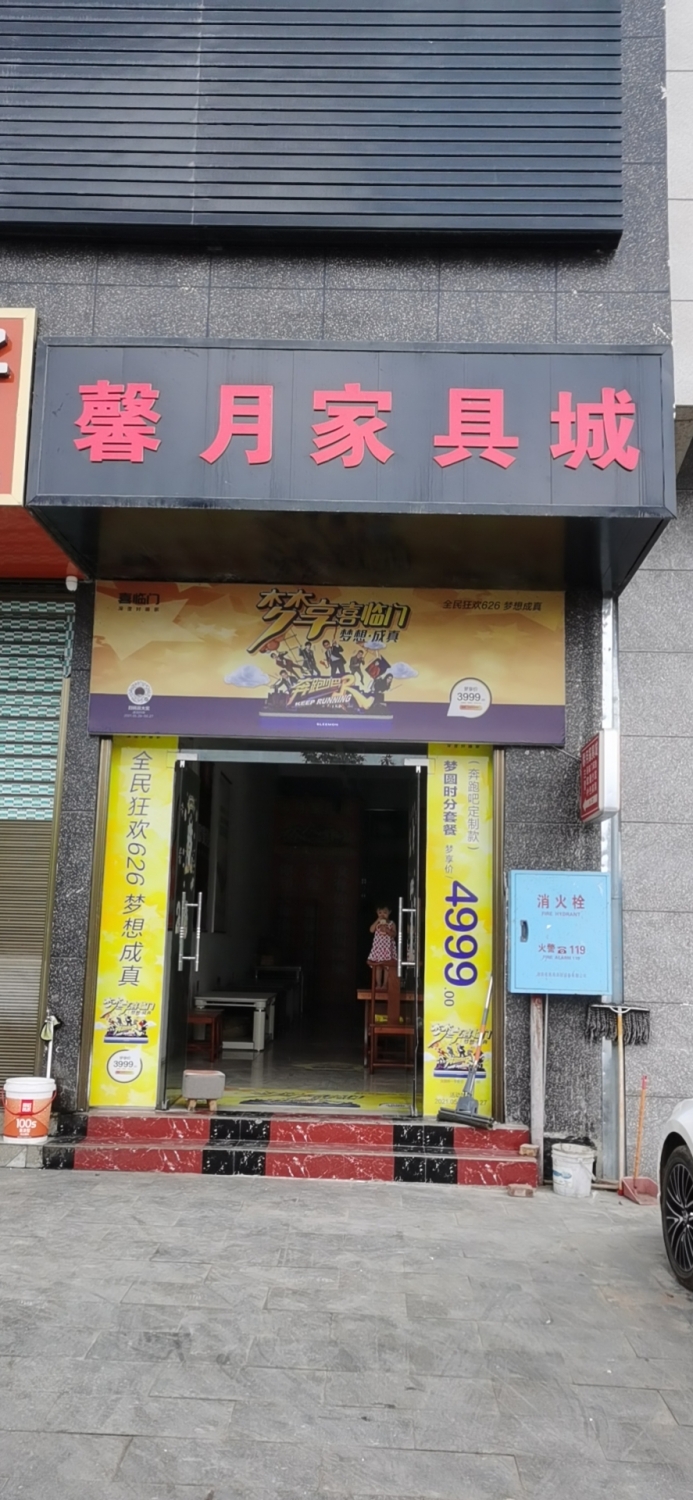 馨月家具城
喜临门
梦享喜临门
梦想·成真
全民狂欢626 梦想成真
奔跑吧
KEEP RUNNING
3999
全民狂欢626 梦想成真
3999
(奔跑吧定制款)
梦圆时分套餐 梦享价 4999.00
消火栓
FIRE HYDRANT
火警☎119
100s